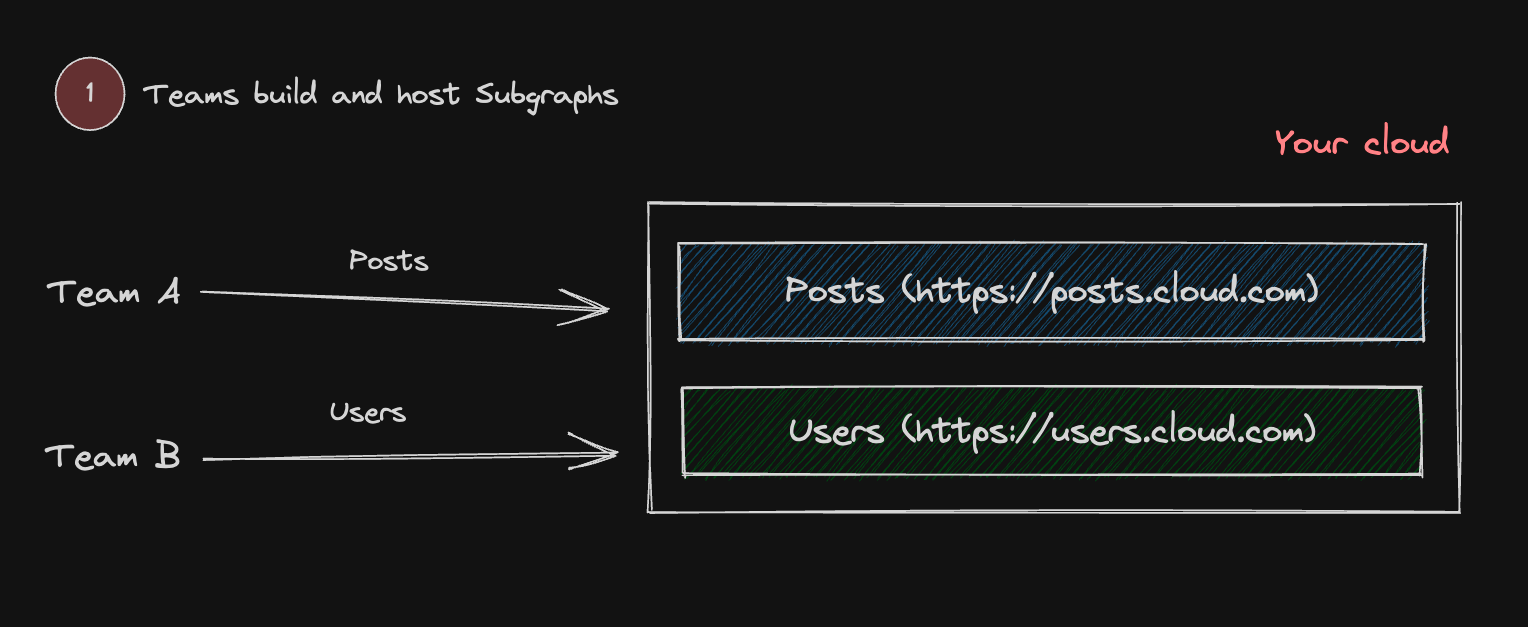 1
Teams build and host Subgraphs
Your cloud
Posts
Team A
Posts (https://posts.cloud.com)
Users
Team B
Users (https://users.cloud.com)